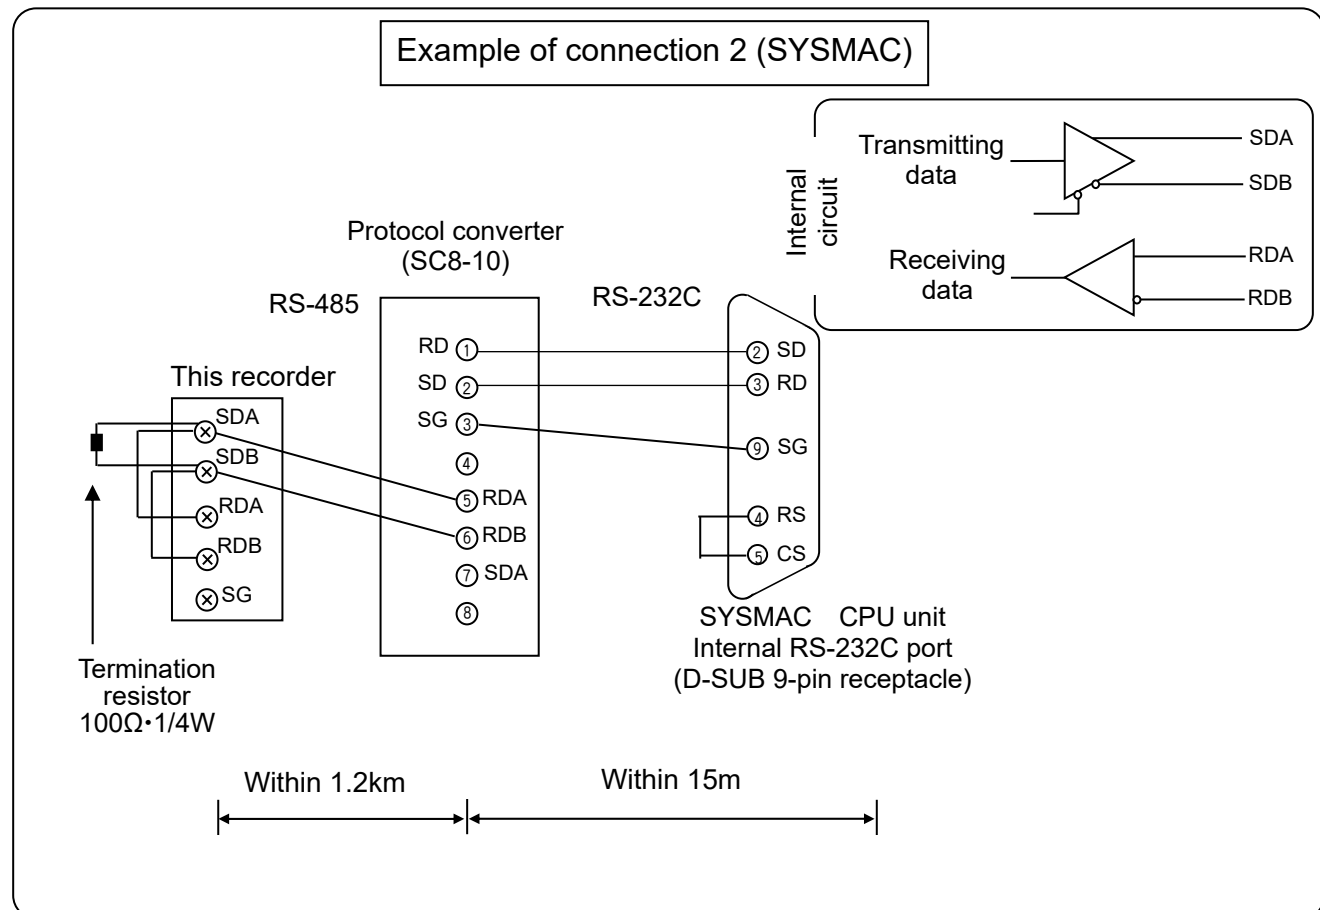 Example of connection 2 (SYSMAC)
Transmitting
data
SDA
SDB
Internal
circuit
Receiving
data
RDA
RDB
Protocol converter
(SC8-10)
RS-485
RS-232C
This recorder
SDA
SDB
RDA
RDB
SG
RD ①
SD ②
SG ③
④
⑤ RDA
⑥ RDB
⑦ SDA
⑧
② SD
③ RD
⑨ SG
④ RS
⑤ CS
Termination
resistor
100Ω・1/4W
SYSMAC CPU unit
Internal RS-232C port
(D-SUB 9-pin receptacle)
Within 1.2km
Within 15m